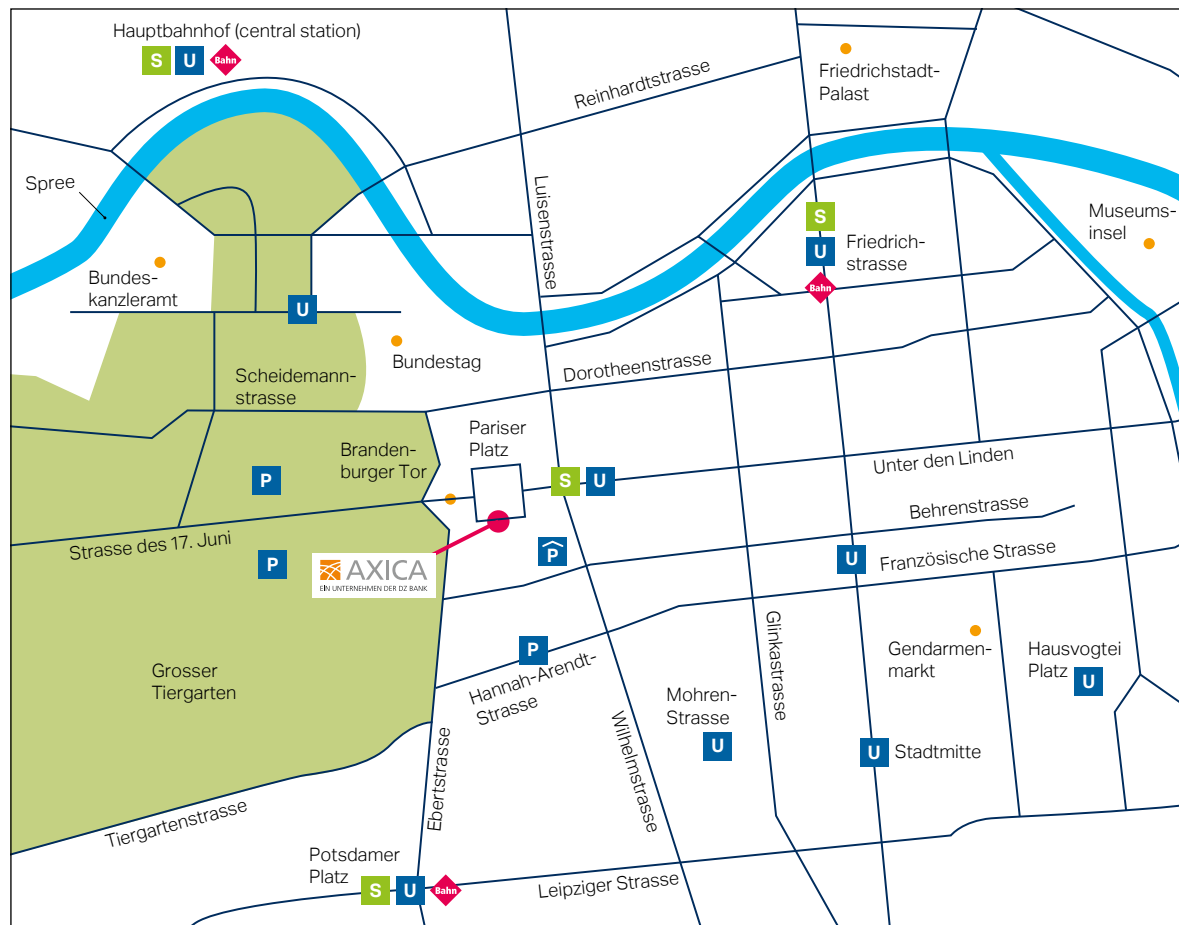 Hauptbahnhof (central station)
S U Bahn
Friedrichstadt-
Palast
Reinhardtstrasse
Spree
Luisenstrasse
S
U
Bahn
Friedrich-
strasse
Museums-
insel
Bundes-
kanzleramt
U
Bundestag
Scheidemann-
strasse
Dorotheenstrasse
Pariser
Platz
Branden-
burger Tor
P
S U
Unter den Linden
Behrenstrasse
Strasse des 17. Juni
P
AXICA
EIN UNTERNEHMEN DER DZ BANK
P
U
Französische Strasse
Grosser
Tiergarten
P
Hannah-Arendt-
Strasse
Glinkastrasse
Gendarmen-
markt
Hausvogtei
Platz
U
Mohren-
Strasse
U
Wilhelmstrasse
U
Stadtmitte
Ebertstrasse
Tiergartenstrasse
Potsdamer
Platz
S U Bahn
Leipziger Strasse